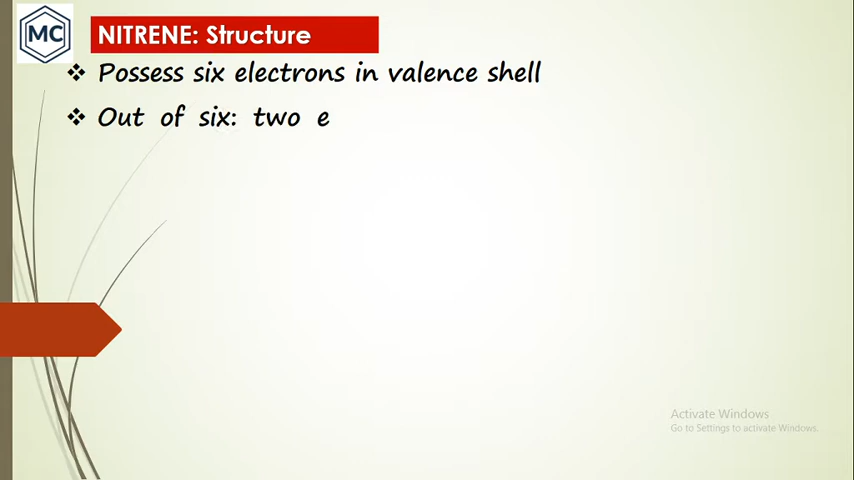 MC
NITRENE: Structure
❖ Possess six electrons in valence shell
❖ Out of six: two e
Activate Windows
Go to Settings to activate Windows.